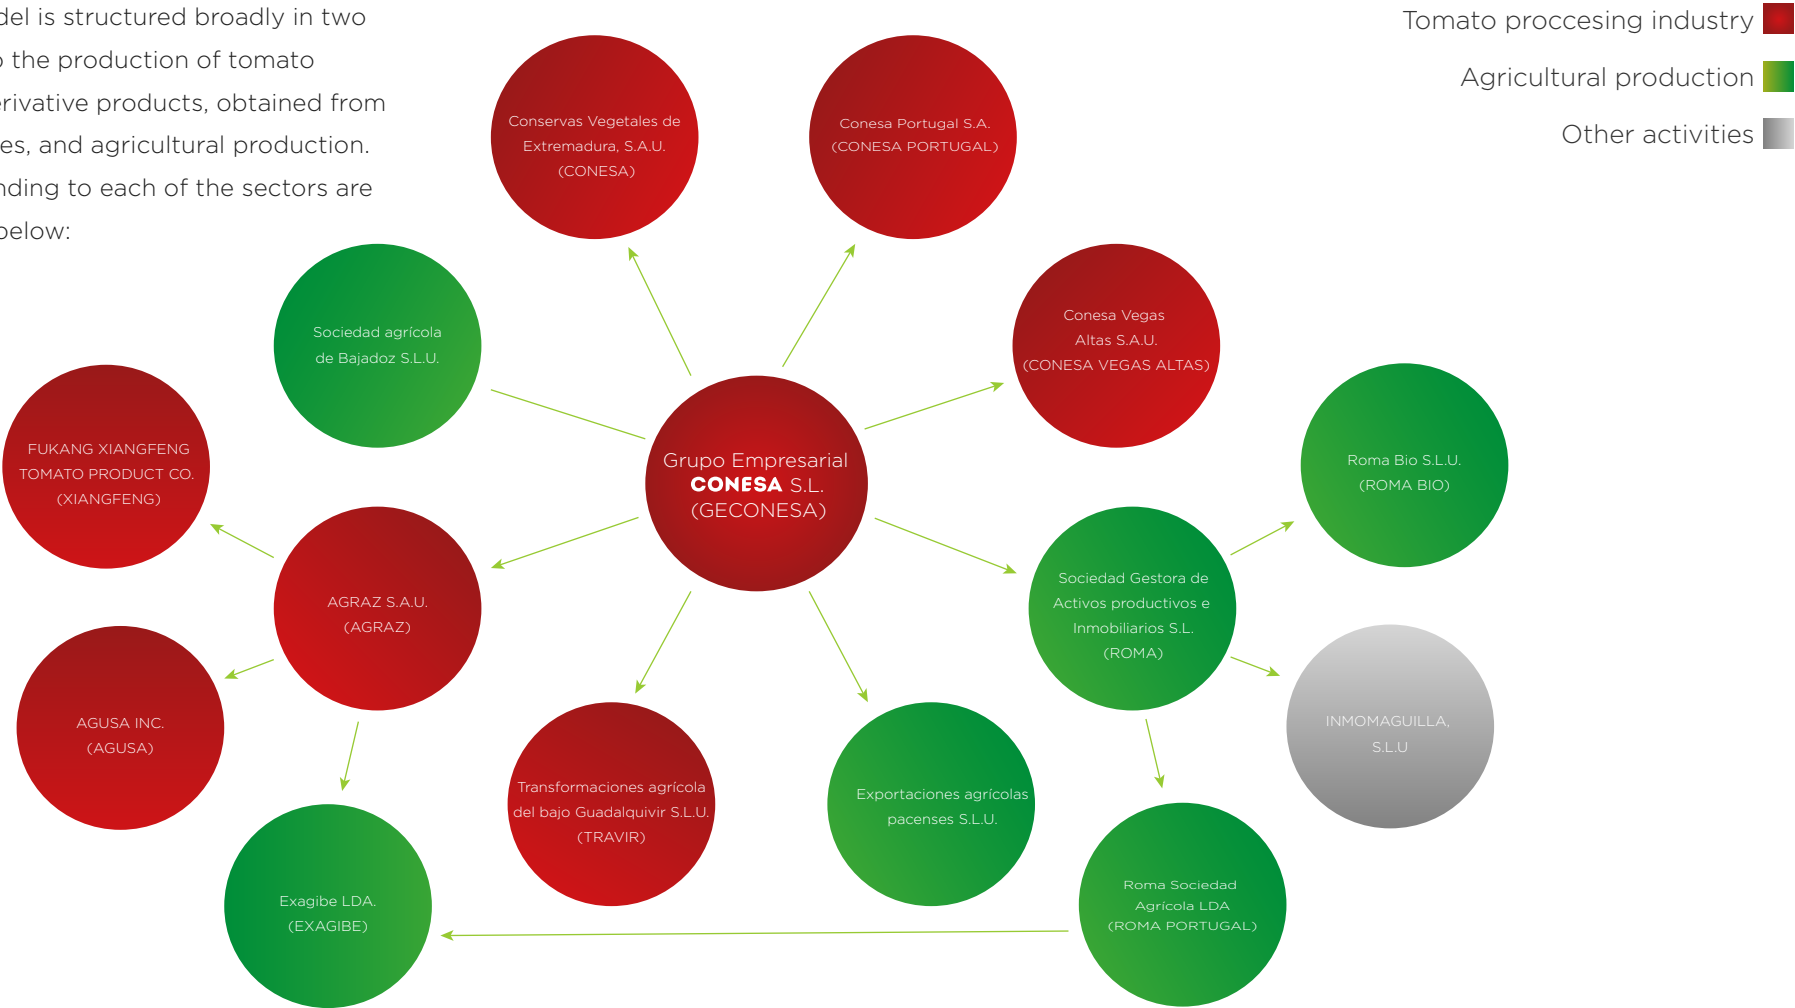 del is structured broadly in two
o the production of tomato
erivative products, obtained from
es, and agricultural production.
nding to each of the sectors are
below:
Tomato proccesing industry
Agricultural production
Other activities
Conservas Vegetales de
Extremadura, S.A.U.
(CONESA)
Conesa Portugal S.A.
(CONESA PORTUGAL)
Sociedad agrícola
de Bajadoz S.L.U.
Conesa Vegas
Altas S.A.U.
(CONESA VEGAS ALTAS)
FUKANG XIANGFENG
TOMATO PRODUCT CO.
(XIANGFENG)
Grupo Empresarial
CONESA S.L.
(GECONESA)
Roma Bio S.L.U.
(ROMA BIO)
AGRAZ S.A.U.
(AGRAZ)
Sociedad Gestora de
Activos productivos e
Inmobiliarios S.L.
(ROMA)
AGUSA INC.
(AGUSA)
INMOMAGUILLA,
S.L.U
Transformaciones agrícola
del bajo Guadalquivir S.L.U.
(TRAVIR)
Exportaciones agrícolas
pacenses S.L.U.
Exagibe LDA.
(EXAGIBE)
Roma Sociedad
Agrícola LDA
(ROMA PORTUGAL)